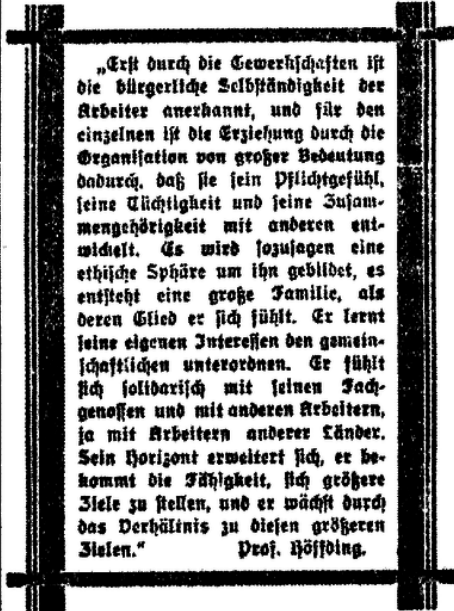 „Erst durch die Gewerkschaften ist
die bürgerliche Selbständigkeit der
Arbeiter anerkannt, und für den
einzelnen ist die Erziehung durch die
Organisation von großer Bedeutung
dadurch, daß sie sein Pflichtgefühl,
seine Tüchtigkeit und seine Zusam-
mengehörigkeit mit anderen ent-
wickelt. Es wird sozusagen eine
ethische Sphäre um ihn gebildet, es
entsteht eine große Familie, als
deren Glied er sich fühlt. Er lernt
seine eigenen Interessen den gemein-
schaftlichen unterordnen. Er fühlt
sich solidarisch mit seinen Fach-
genossen und mit anderen Arbeitern,
ja mit Arbeitern anderer Länder.
Sein Horizont erweitert sich, er be-
kommt die Fähigkeit, sich größere
Ziele zu stellen, und er wächst durch
das Verhältnis zu diesen größeren
Zielen.“ Prof. Höffding.